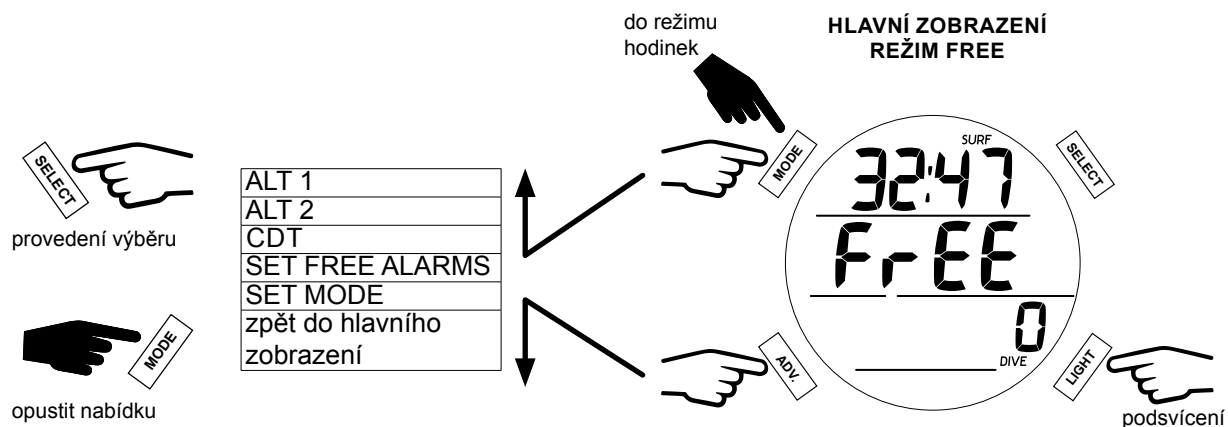 do režimu
hodinek
HLAVNÍ ZOBRAZENÍ
REŽIM FREE
SELECT
provedení výběru
MODE
opustit nabídku
ALT 1
ALT 2
CDT
SET FREE ALARMS
SET MODE
zpět do hlavního
zobrazení
MODE
SELECT
SURF
32:47
FrEE
0
DIVE
ADV.
LIGHT
podsvícení